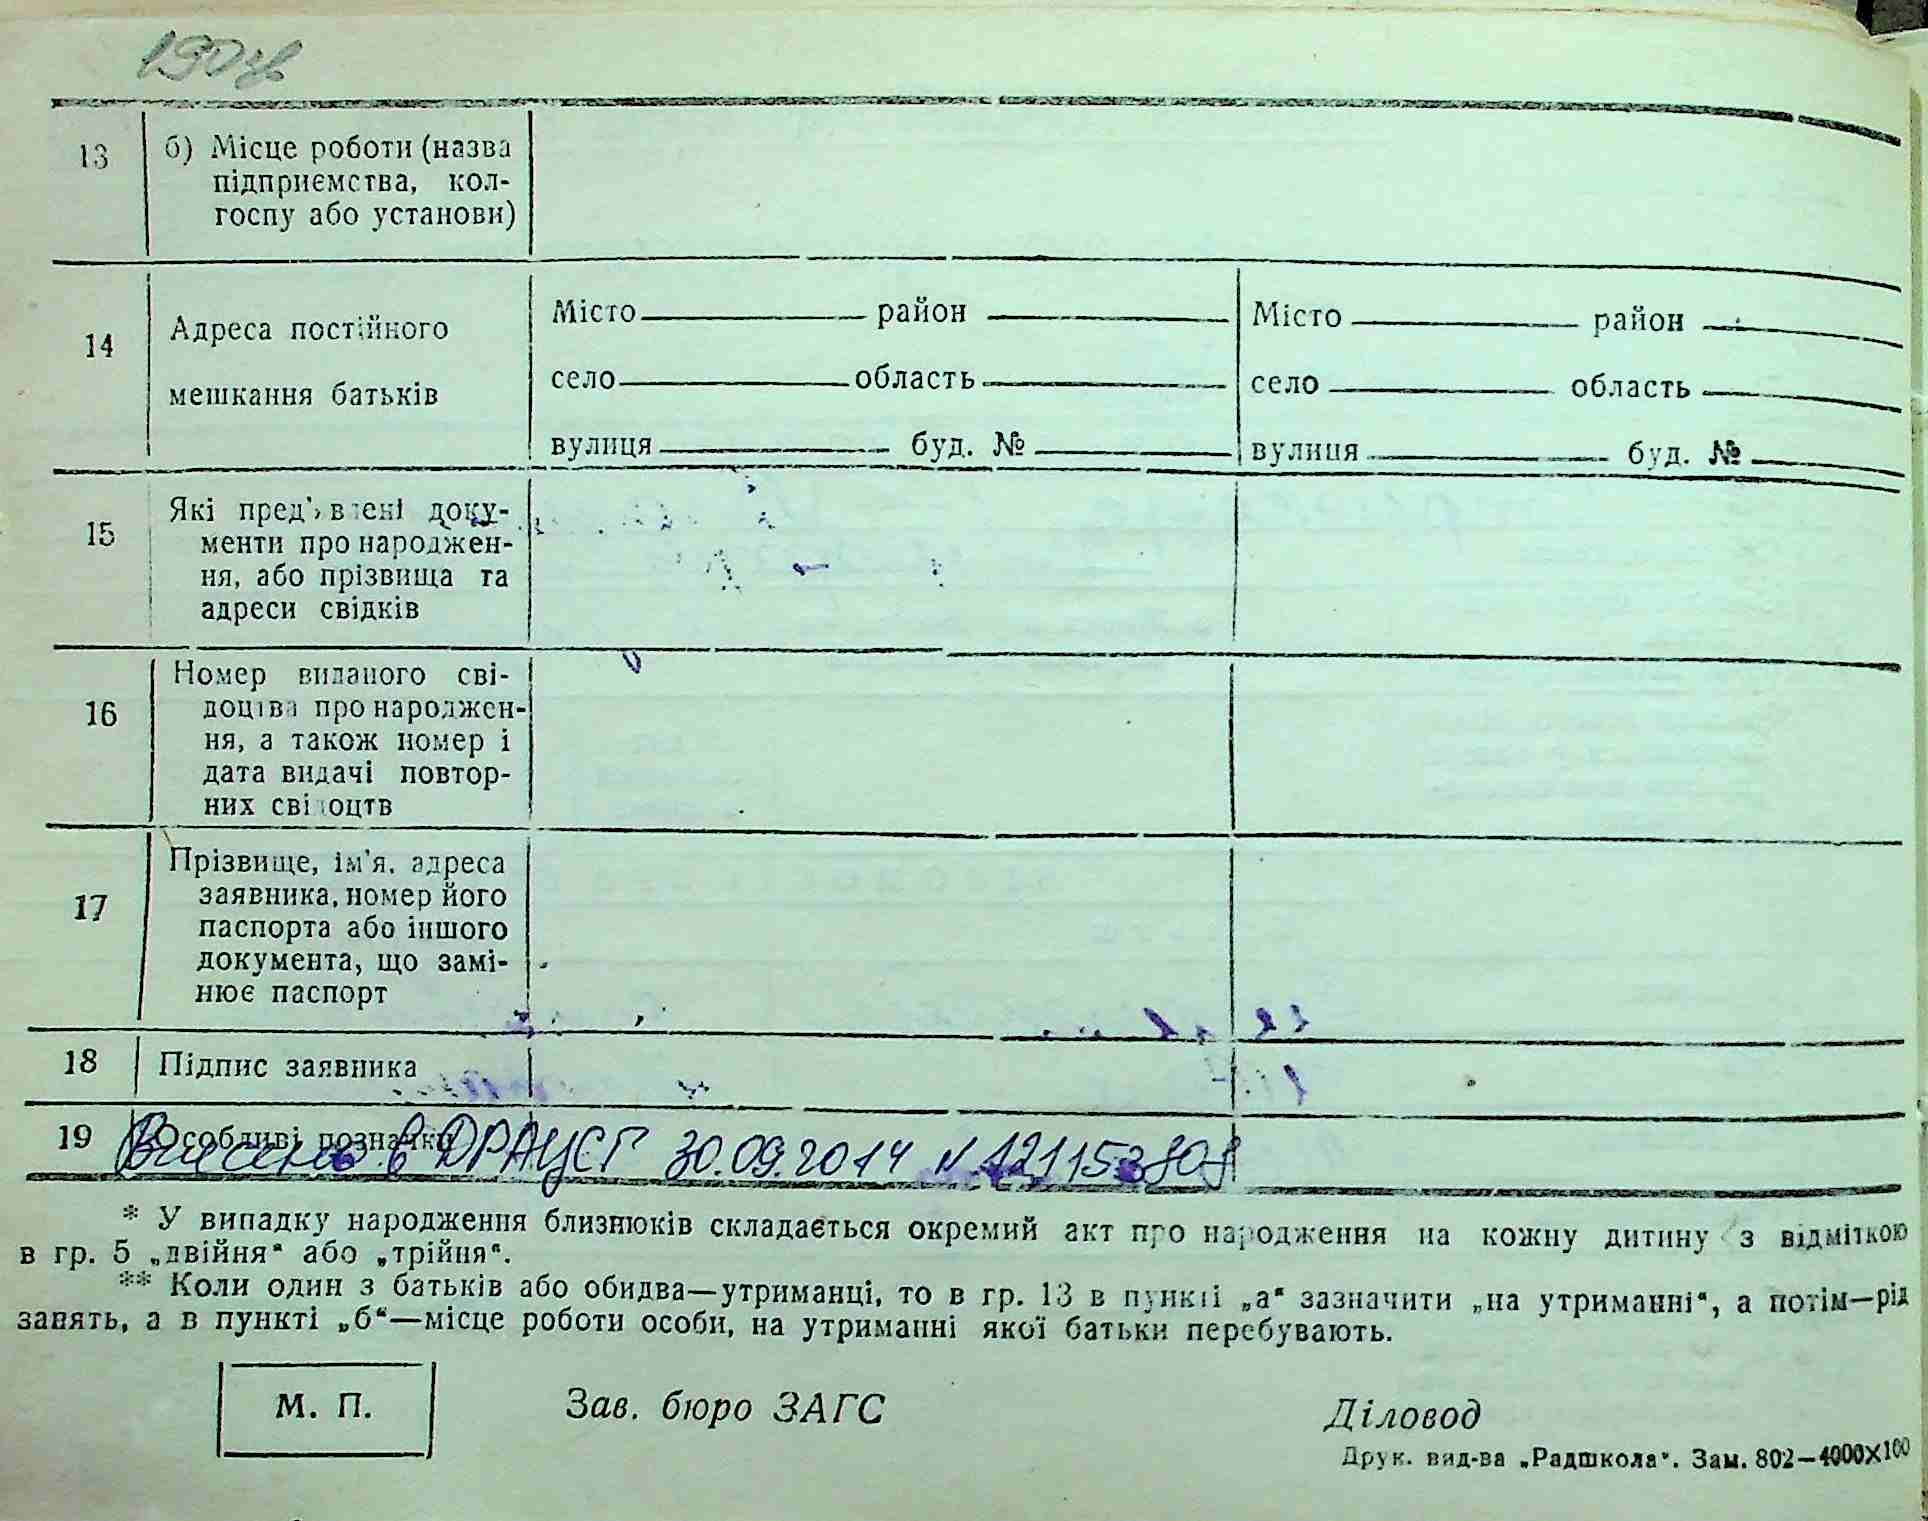 130зв
13 б) Місце роботи (назва
підприємства, кол-
госпу або установи)
14 Адреса постійного
мешкання батьків
Місто район
село область
вулиця буд. №
Місто район
село область
вулиця буд. №
15 Які пред'явлені доку-
менти про народжен-
ня, або прізвища та
адреси свідків
16 Номер виданого сві-
доцтва про народжен-
ня, а також номер і
дата видачі повтор-
них свідоцтв
17 Прізвище, ім'я, адреса
заявника, номер його
паспорта або іншого
документа, що замі-
нює паспорт
18 Підпис заявника
19 Особливі позначки
Внесено в ДРАЦСГ 30.09.2014 N
* У випадку народження близнюків складається окремий акт про народження на кожну дитину з відміткою
в гр. 5 „двійня“ або „трійня“.
** Коли один з батьків або обидва—утриманці, то в гр. 13 в пункті „а“ зазначити „на утриманні“, а потім—рід
занять, а в пункті „б“—місце роботи особи, на утриманні якої батьки перебувають.
М. П.
Зав. бюро ЗАГС
Діловод
Друк. вид-ва „Радшкола“. Зам. 802—4000X100